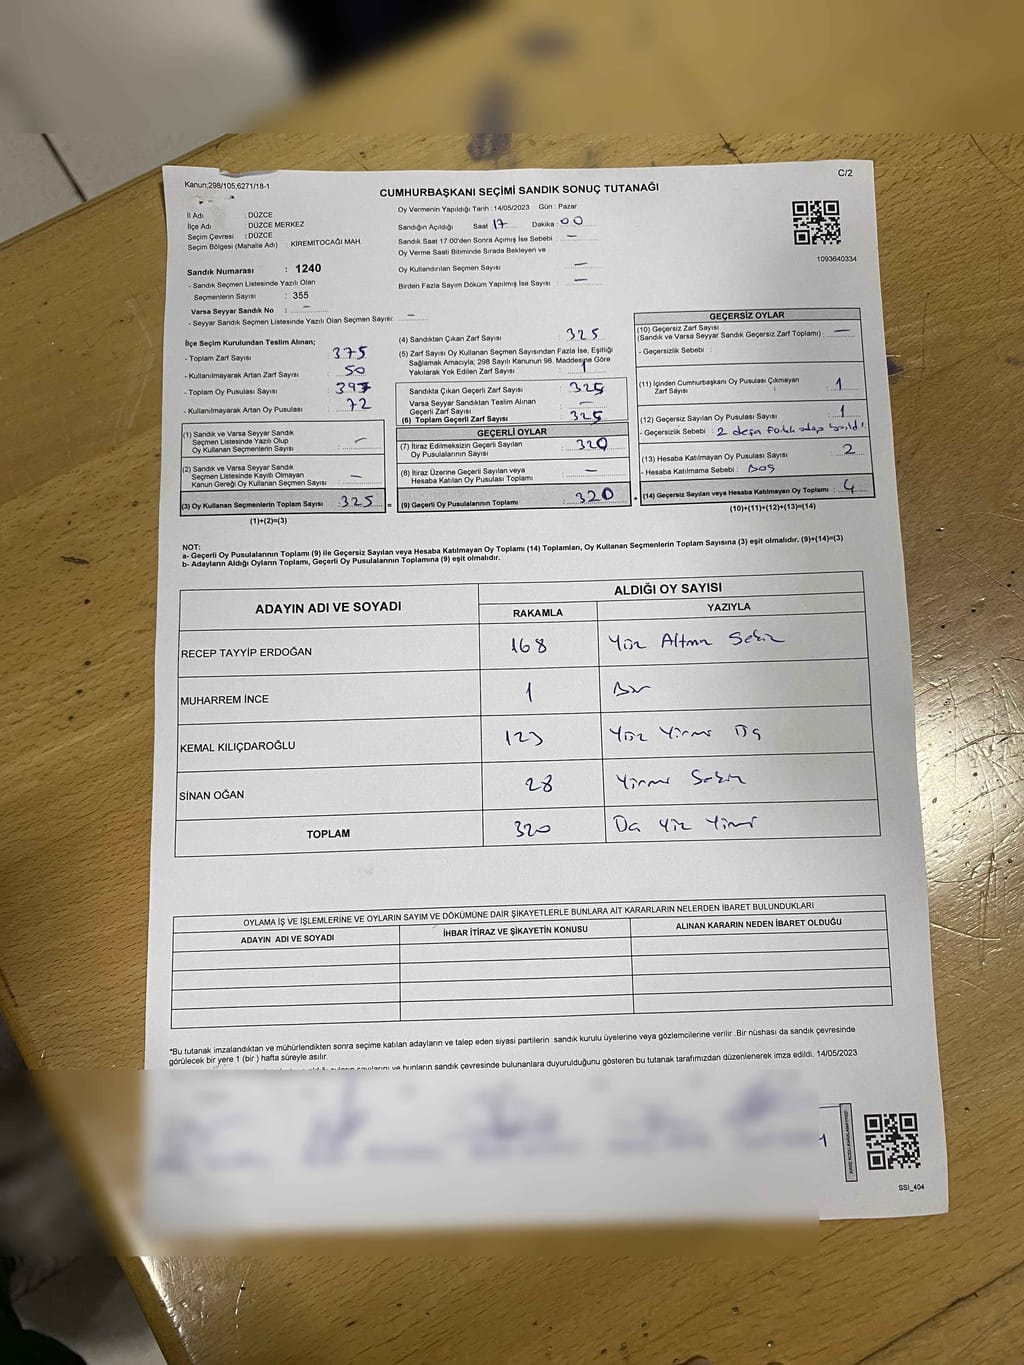 Kanun;298/105;6271/18-1
C/2
CUMHURBAŞKANI SEÇİMİ SANDIK SONUÇ TUTANAĞI
İl Adı : DÜZCE
İlçe Adı : DÜZCE MERKEZ
Seçim Çevresi : DÜZCE
Seçim Bölgesi (Mahalle Adı) : KİREMİTOCAĞI MAH.
Sandık Numarası : 1240
- Sandık Seçmen Listesinde Yazılı Olan
Seçmenlerin Sayısı : 355
Varsa Seyyar Sandık No : –
- Seyyar Sandık Seçmen Listesinde Yazılı Olan Seçmen Sayısı: –
Oy Vermenin Yapıldığı Tarih : 14/05/2023 Gün : Pazar
Sandığın Açıldığı Saat 17 Dakika : 00
Sandık Saat 17:00'den Sonra Açımış İse Sebebi –
Oy Verme Saati Bitiminde Sırada Bekleyen ve
Oy Kullandırılan Seçmen Sayısı : –
Birden Fazla Sayım Döküm Yapılmış İse Sayısı : –
1093640334
İlçe Seçim Kurulundan Teslim Alınan;
- Toplam Zarf Sayısı : 375
- Kullanılmayarak Artan Zarf Sayısı : 50
- Toplam Oy Pusulası Sayısı : 397
- Kullanılmayarak Artan Oy Pusulası : 72
(1) Sandık ve Varsa Seyyar Sandık
Seçmen Listesinde Yazılı Olup
Oy Kullanan Seçmenlerin Sayısı : –
(2) Sandık ve Varsa Seyyar Sandık
Seçmen Listesinde Kayıtlı Olmayan
Kanun Gereği Oy Kullanan Seçmen Sayısı : –
(3) Oy Kullanan Seçmenlerin Toplam Sayısı : 325 =
(1)+(2)=(3)
(4) Sandıktan Çıkan Zarf Sayısı : 325
(5) Zarf Sayısı Oy Kullanan Seçmen Sayısından Fazla İse, Eşitliği
Sağlamak Amacıyla; 298 Sayılı Kanunun 98. Maddesine Göre
Yakılarak Yok Edilen Zarf Sayısı : 1
Sandıkta Çıkan Geçerli Zarf Sayısı : 325
Varsa Seyyar Sandıktan Teslim Alınan
Geçerli Zarf Sayısı : –
(6) Toplam Geçerli Zarf Sayısı : 325
GEÇERLİ OYLAR
(7) İtiraz Edilmeksizin Geçerli Sayılan
Oy Pusulasının Sayısı : 320
(8) İtiraz Üzerine Geçerli Sayılan veya
Hesaba Katılan Oy Pusulası Toplamı : –
(9) Geçerli Oy Pusulalarının Toplamı : 320 +
GEÇERSİZ OYLAR
(10) Geçersiz Zarf Sayısı
(Sandık ve Varsa Seyyar Sandık Geçersiz Zarf Toplamı) : –
- Geçersizlik Sebebi :
(11) İçinden Cumhurbaşkanı Oy Pusulası Çıkmayan
Zarf Sayısı : 1
(12) Geçersiz Sayılan Oy Pusulası Sayısı : 1
- Geçersizlik Sebebi : 2 den Fazla
(13) Hesaba Katılmayan Oy Pusulası Sayısı : 2
- Hesaba Katılmama Sebebi : Boş
(14) Geçersiz Sayılan veya Hesaba Katılmayan Oy Toplamı : 4
(10)+(11)+(12)+(13)=(14)
NOT:
a- Geçerli Oy Pusulalarının Toplamı (9) ile Geçersiz Sayılan veya Hesaba Katılmayan Oy Toplamı (14) Toplamları, Oy Kullanan Seçmenlerin Toplam Sayısına (3) eşit olmalıdır. (9)+(14)=(3)
b- Adayların Aldığı Oyların Toplamı, Geçerli Oy Pusulalarının Toplamına (9) eşit olmalıdır.
ADAYIN ADI VE SOYADI
ALDIĞI OY SAYISI
RAKAMLA YAZIYLA
RECEP TAYYİP ERDOĞAN 168 Yüz Altmış Sekiz
MUHARREM İNCE 1 Bir
KEMAL KILIÇDAROĞLU 123 Yüz Yirmi Üç
SİNAN OĞAN 28 Yirmi Sekiz
TOPLAM 320 Üç Yüz Yirmi
OYLAMA İŞ VE İŞLEMLERİNE VE OYLARIN SAYIM VE DÖKÜMÜNE DAİR ŞİKAYETLERLE BUNLARA AİT KARARLARIN NELERDEN İBARET BULUNDUKLARI
ADAYIN ADI VE SOYADI İHBAR İTİRAZ VE ŞİKAYETİN KONUSU ALINAN KARARIN NEDEN İBARET OLDUĞU
*Bu tutanak imzalandıktan ve mühürlendikten sonra seçime katılan adayların ve talep eden siyasi partilerin sandık kurulu üyelerine veya gözlemcilerine verilir. Bir nüshası da sandık çevresinde
görülecek bir yere 1 (bir ) hafta süreyle asılır.
ve bunların sandık çevresinde bulunanlara duyurulduğunu gösteren bu tutanak tarafımızdan düzenlenerek imza edildi. 14/05/2023
SSI_404